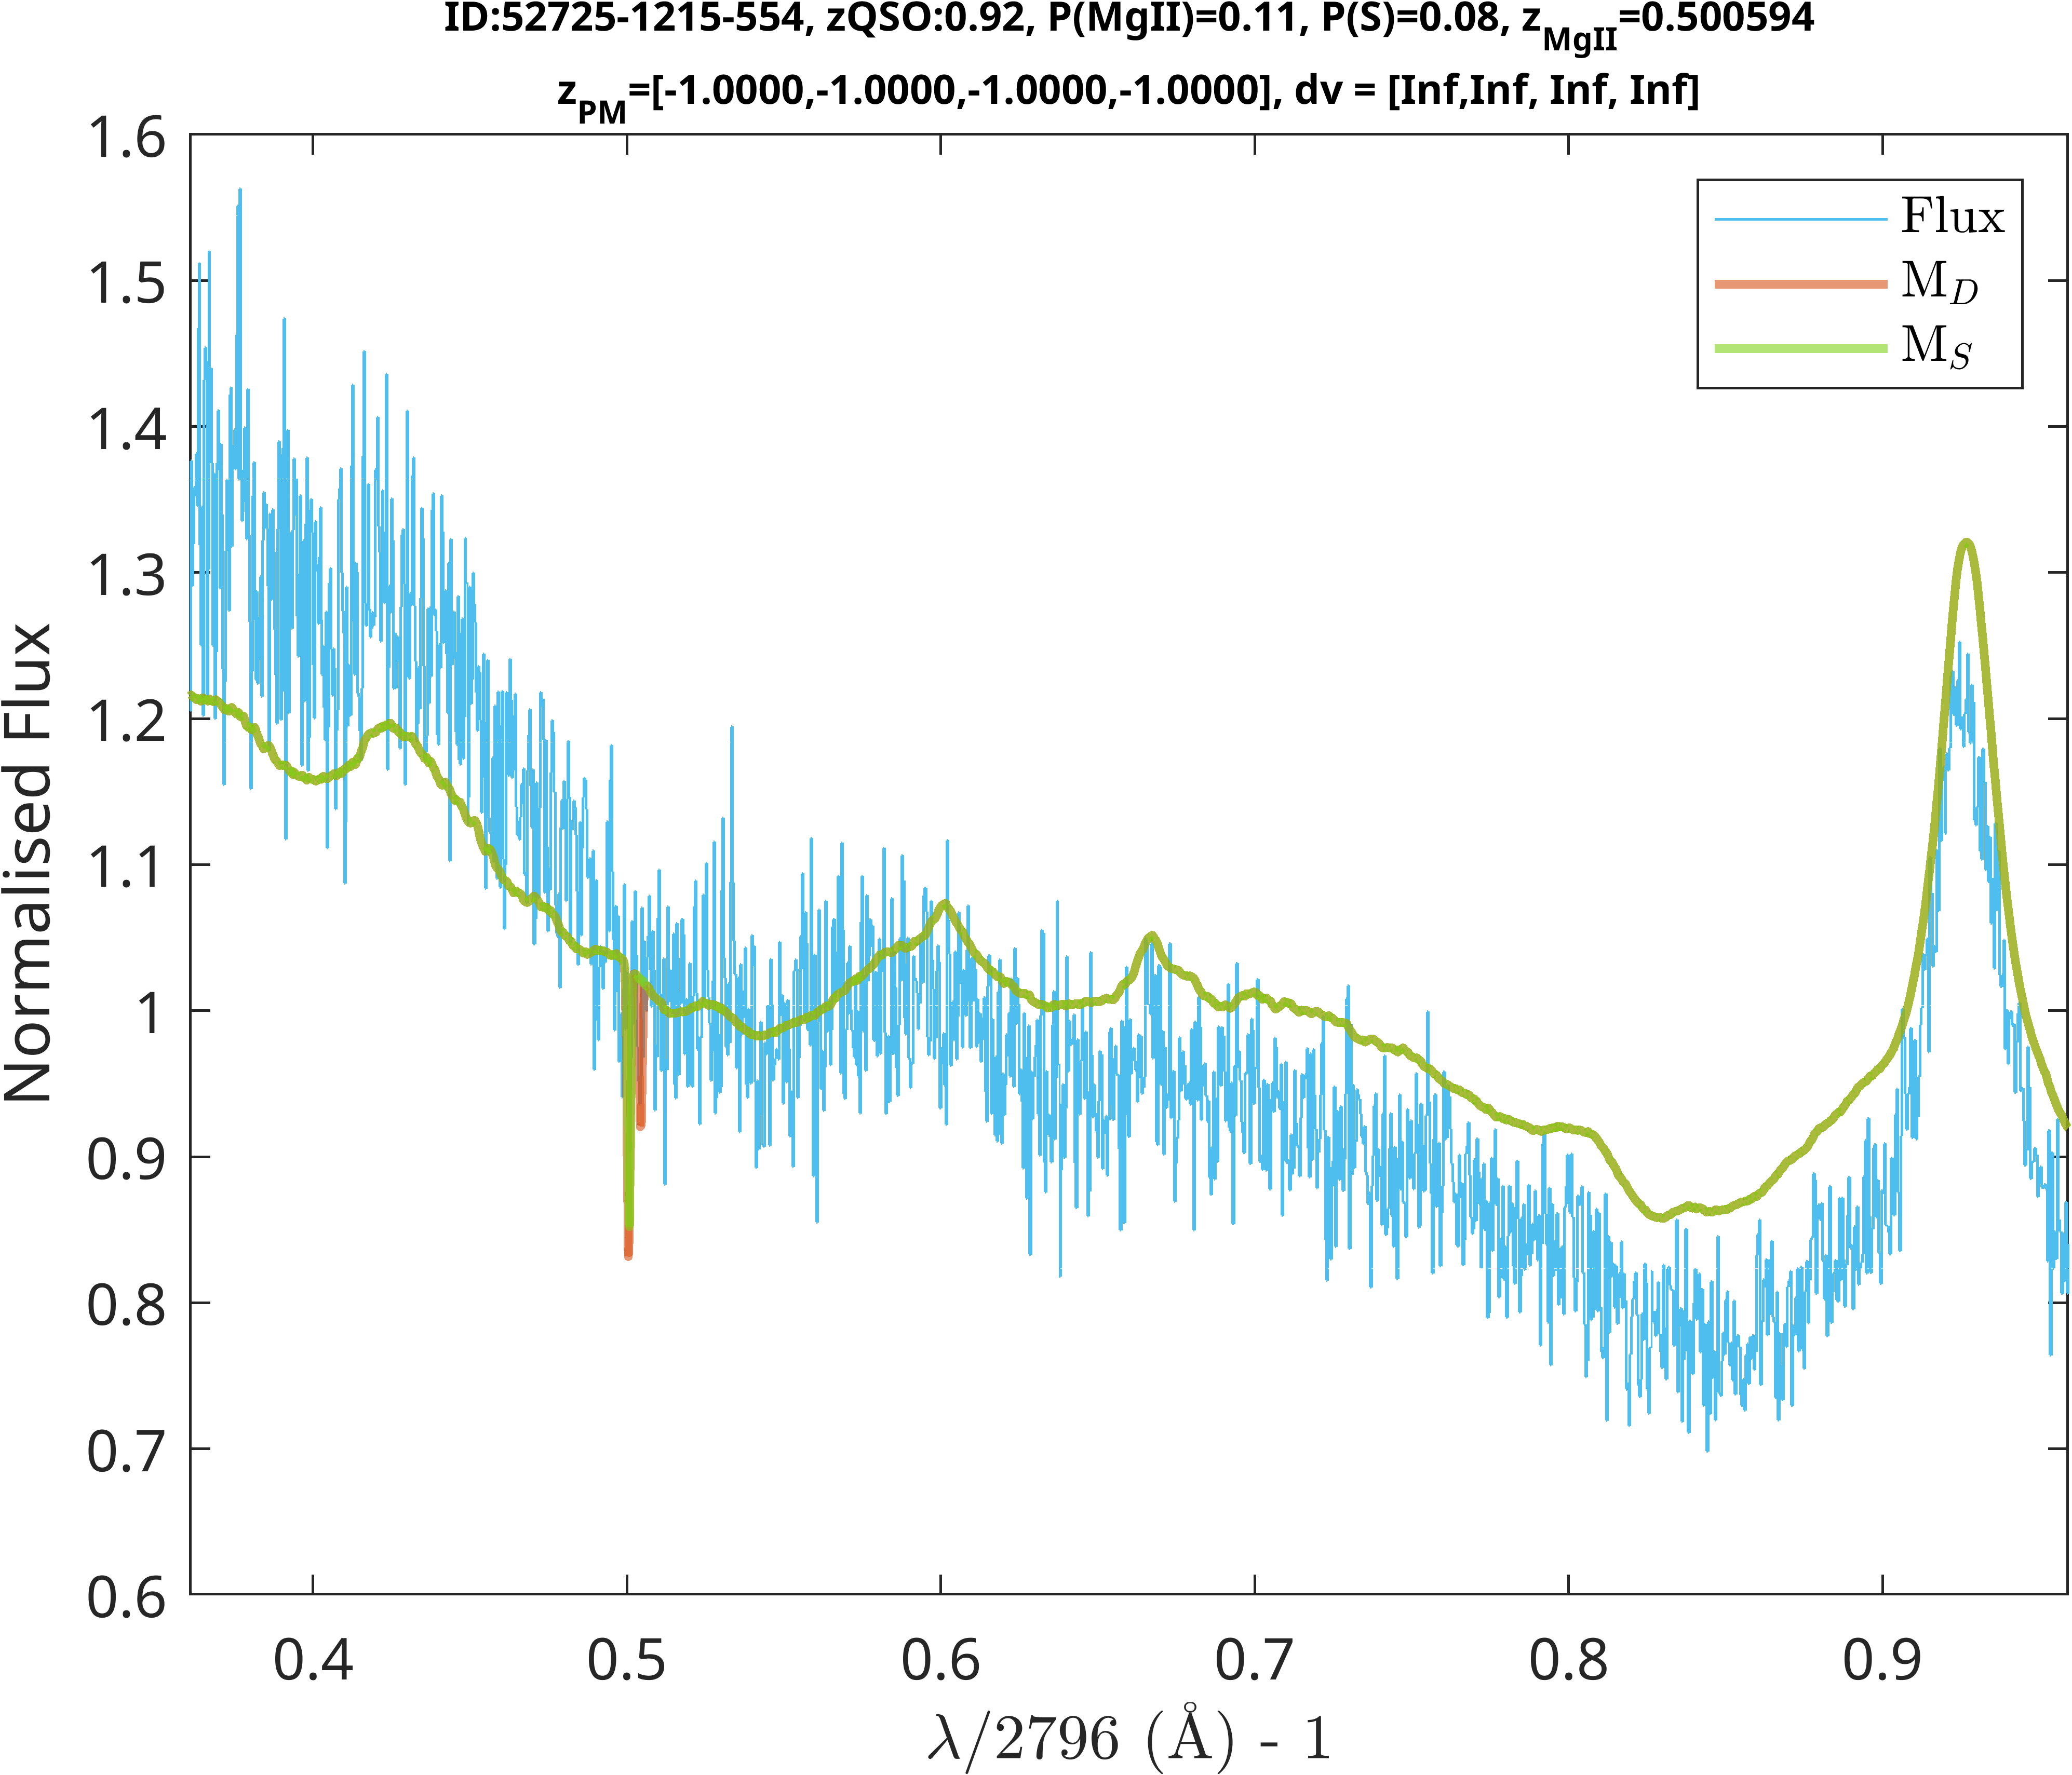 ID:52725-1215-554, zQSO:0.92, P(MgII)=0.11, P(S)=0.08, zMgII=0.500594
zPM=[-1.0000,-1.0000,-1.0000,-1.0000], dv = [Inf,Inf, Inf, Inf]
1.6
1.5
1.4
1.3
1.2
1.1
1
0.9
0.8
0.7
0.6
Normalised Flux
Flux
MD
MS
0.4 0.5 0.6 0.7 0.8 0.9
λ/2796 (Å) - 1